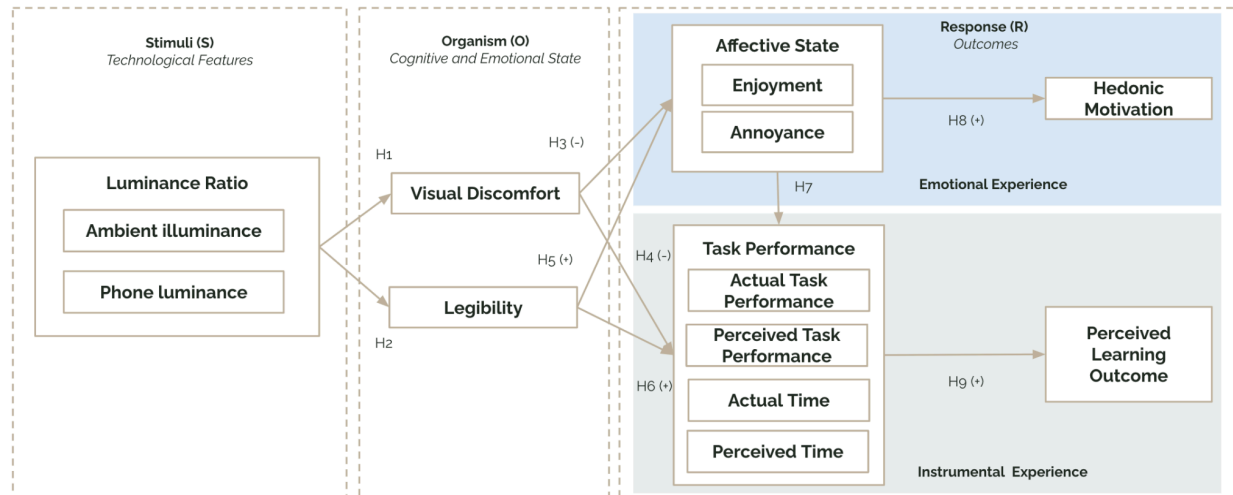 Stimuli (S)
Technological Features
Luminance Ratio
Ambient illuminance
Phone luminance
Organism (O)
Cognitive and Emotional State
H1
Visual Discomfort
Legibility
H2
H3 (-)
H5 (+)
H4 (-)
H6 (+)
Response (R)
Outcomes
Affective State
Enjoyment
Annoyance
H8 (+)
Hedonic
Motivation
H7
Emotional Experience
Task Performance
Actual Task
Performance
Perceived Task
Performance
Actual Time
Perceived Time
H9 (+)
Perceived
Learning
Outcome
Instrumental Experience